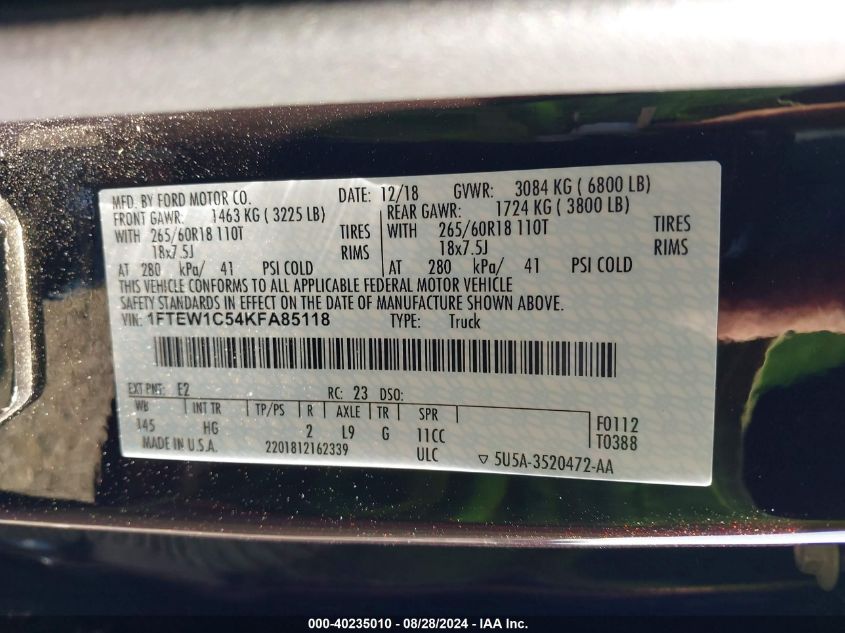 MFD. BY FORD MOTOR CO. DATE: 12/18 GVWR: 3084 KG ( 6800 LB)
FRONT GAWR: 1463 KG ( 3225 LB) REAR GAWR: 1724 KG ( 3800 LB)
WITH 265/60R18 110T TIRES WITH 265/60R18 110T TIRES
18x7.5J RIMS 18x7.5J RIMS
AT 280 kPa/ 41 PSI COLD AT 280 kPa/ 41 PSI COLD
THIS VEHICLE CONFORMS TO ALL APPLICABLE FEDERAL MOTOR VEHICLE
SAFETY STANDARDS IN EFFECT ON THE DATE OF MANUFACTURE SHOWN ABOVE.
VIN: 1FTEW1C54KFA85118 TYPE: Truck
EXT PNT: E2 RC: 23 DSO:
WB INT TR TP/PS R AXLE TR SPR F0112
145 HG 2 L9 G 11CC T0388
MADE IN U.S.A. 2201812162339 ULC ▽ 5U5A-3520472-AA
000-40235010 - 08/28/2024 - IAA Inc.